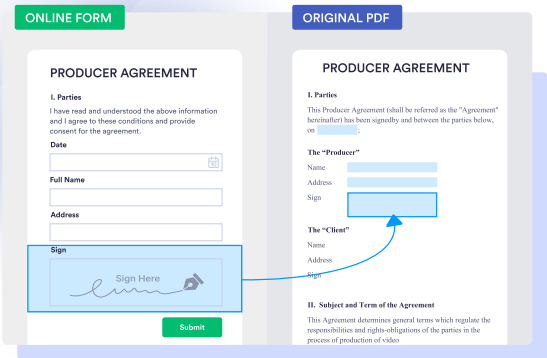 ONLINE FORM
PRODUCER AGREEMENT
I. Parties
I have read and understood the above information
and I agree to these conditions and provide
consent for the agreement.
Date
Full Name
Address
Sign
Sign Here
Submit
ORIGINAL PDF
PRODUCER AGREEMENT
I. Parties
This Producer Agreement (shall be referred as the "Agreement"
hereinafter) has been signedby and between the parties below,
on ;
The “Producer”
Name
Address
Sign
The “Client”
Name
Address
Sign
II. Subject and Term of the Agreement
This Agreement determines general terms which regulate the
responsibilities and rights-obligations of the parties in the
process of production of video